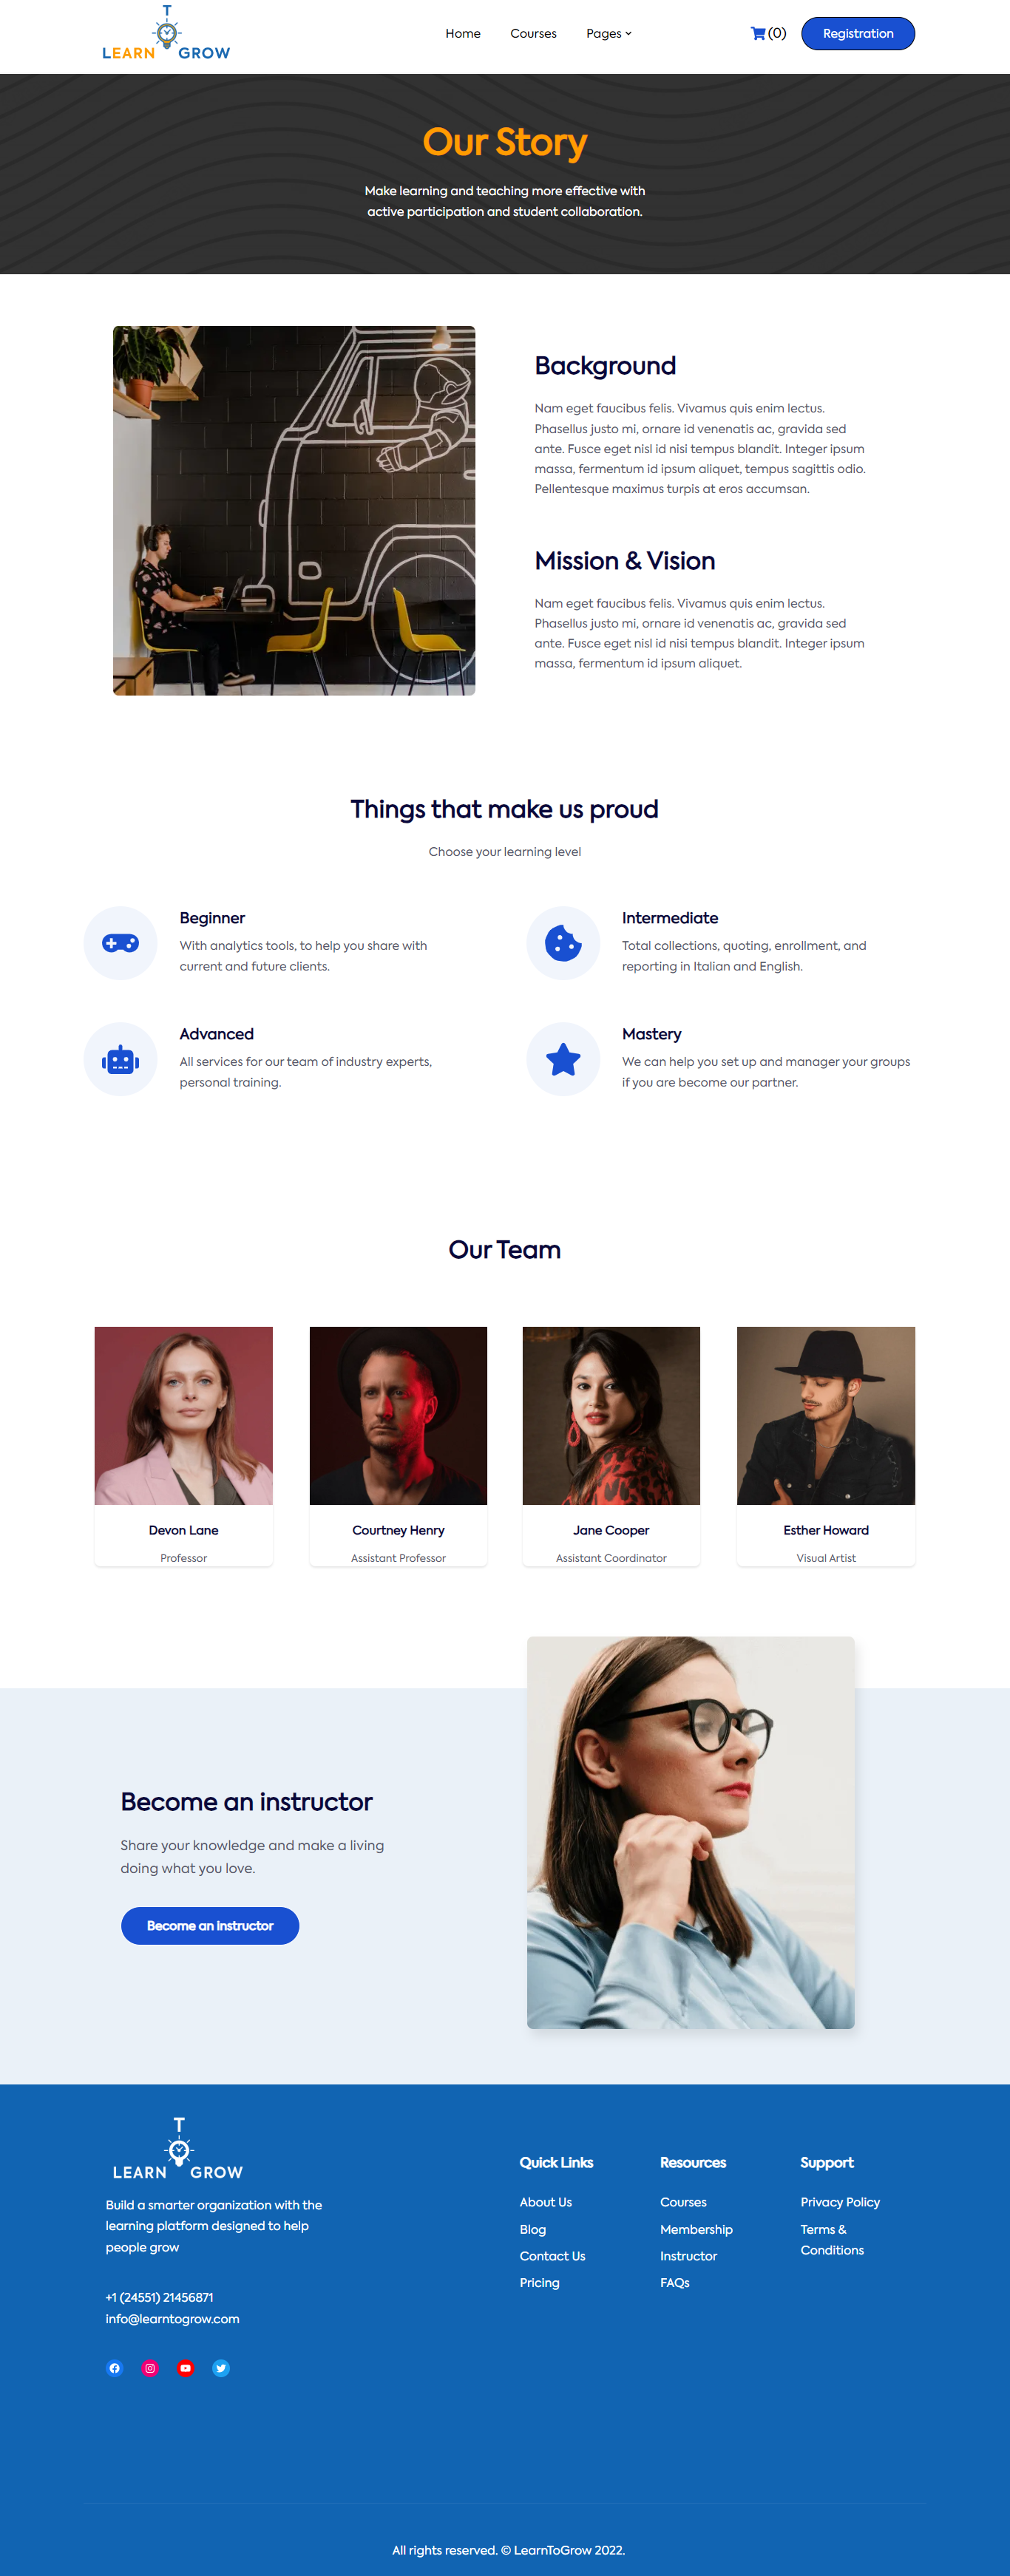 T
LEARN GROW
Home Courses Pages (0) Registration
Our Story
Make learning and teaching more effective with
active participation and student collaboration.
Background
Nam eget faucibus felis. Vivamus quis enim lectus.
Phasellus justo mi, ornare id venenatis ac, gravida sed
ante. Fusce eget nisl id nisi tempus blandit. Integer ipsum
massa, fermentum id ipsum aliquet, tempus sagittis odio.
Pellentesque maximus turpis at eros accumsan.
Mission & Vision
Nam eget faucibus felis. Vivamus quis enim lectus.
Phasellus justo mi, ornare id venenatis ac, gravida sed
ante. Fusce eget nisl id nisi tempus blandit. Integer ipsum
massa, fermentum id ipsum aliquet.
Things that make us proud
Choose your learning level
Beginner
With analytics tools, to help you share with
current and future clients.
Intermediate
Total collections, quoting, enrollment, and
reporting in Italian and English.
Advanced
All services for our team of industry experts,
personal training.
Mastery
We can help you set up and manager your groups
if you are become our partner.
Our Team
Devon Lane
Professor
Courtney Henry
Assistant Professor
Jane Cooper
Assistant Coordinator
Esther Howard
Visual Artist
Become an instructor
Share your knowledge and make a living
doing what you love.
Become an instructor
T
LEARN GROW
Build a smarter organization with the
learning platform designed to help
people grow
+1 (24551) 21456871
info@learntogrow.com
Quick Links
About Us
Blog
Contact Us
Pricing
Resources
Courses
Membership
Instructor
FAQs
Support
Privacy Policy
Terms &
Conditions
All rights reserved. © LearnToGrow 2022.